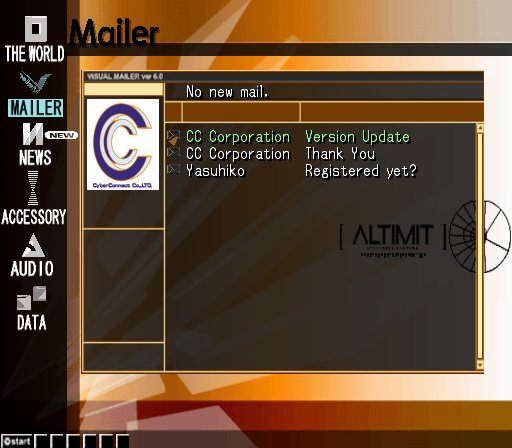 Mailer
THE WORLD
MAILER
NEW
NEWS
ACCESSORY
AUDIO
DATA
VISUAL MAILER ver 6.0
No new mail.
CC Corporation Version Update
CC Corporation Thank You
Yasuhiko Registered yet?
CyberConnect Co.,LTD.
[ ALTIMIT ]
start